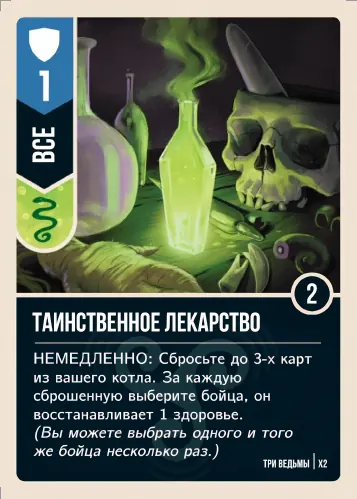 1
ВСЕ
2
ТАИНСТВЕННОЕ ЛЕКАРСТВО
НЕМЕДЛЕННО: Сбросьте до 3-х карт
из вашего котла. За каждую
сброшенную выберите бойца, он
восстанавливает 1 здоровье.
(Вы можете выбрать одного и того
же бойца несколько раз.)
ТРИ ВЕДЬМЫ | X2